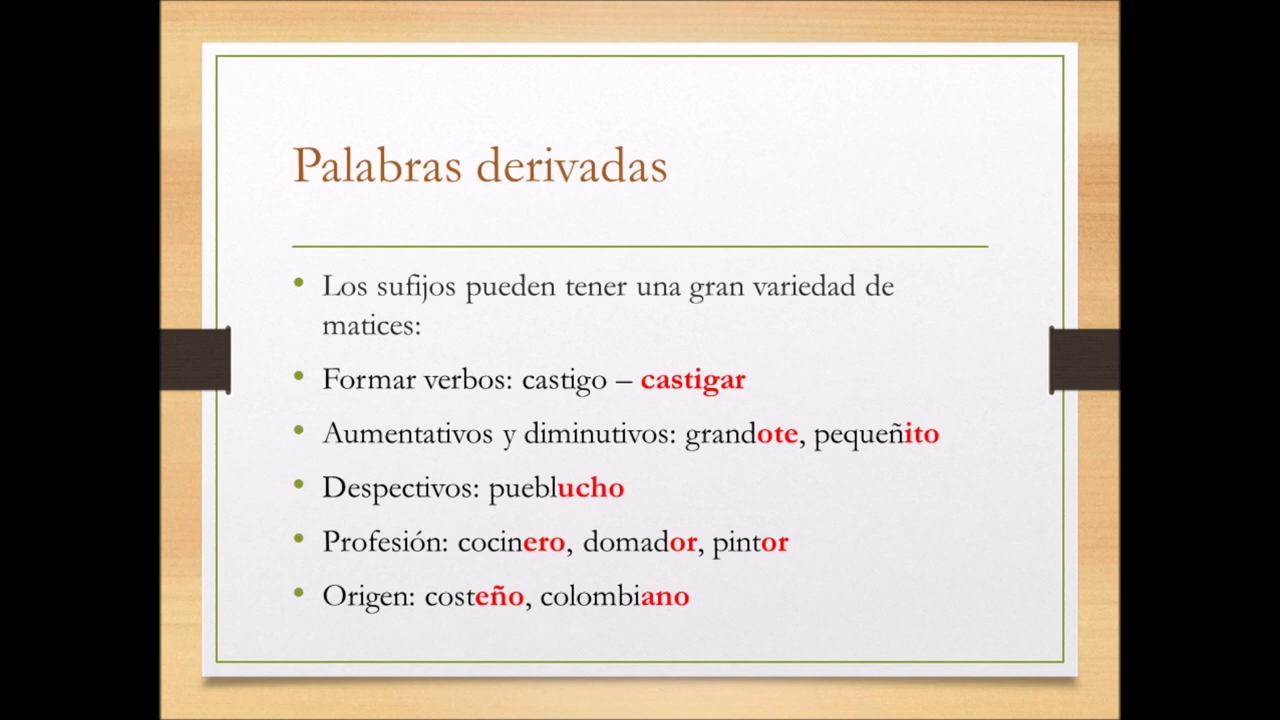 Palabras derivadas
• Los sufijos pueden tener una gran variedad de
matices:
• Formar verbos: castigo – castigar
• Aumentativos y diminutivos: grandote, pequeñito
• Despectivos: pueblucho
• Profesión: cocinero, domador, pintor
• Origen: costeño, colombiano